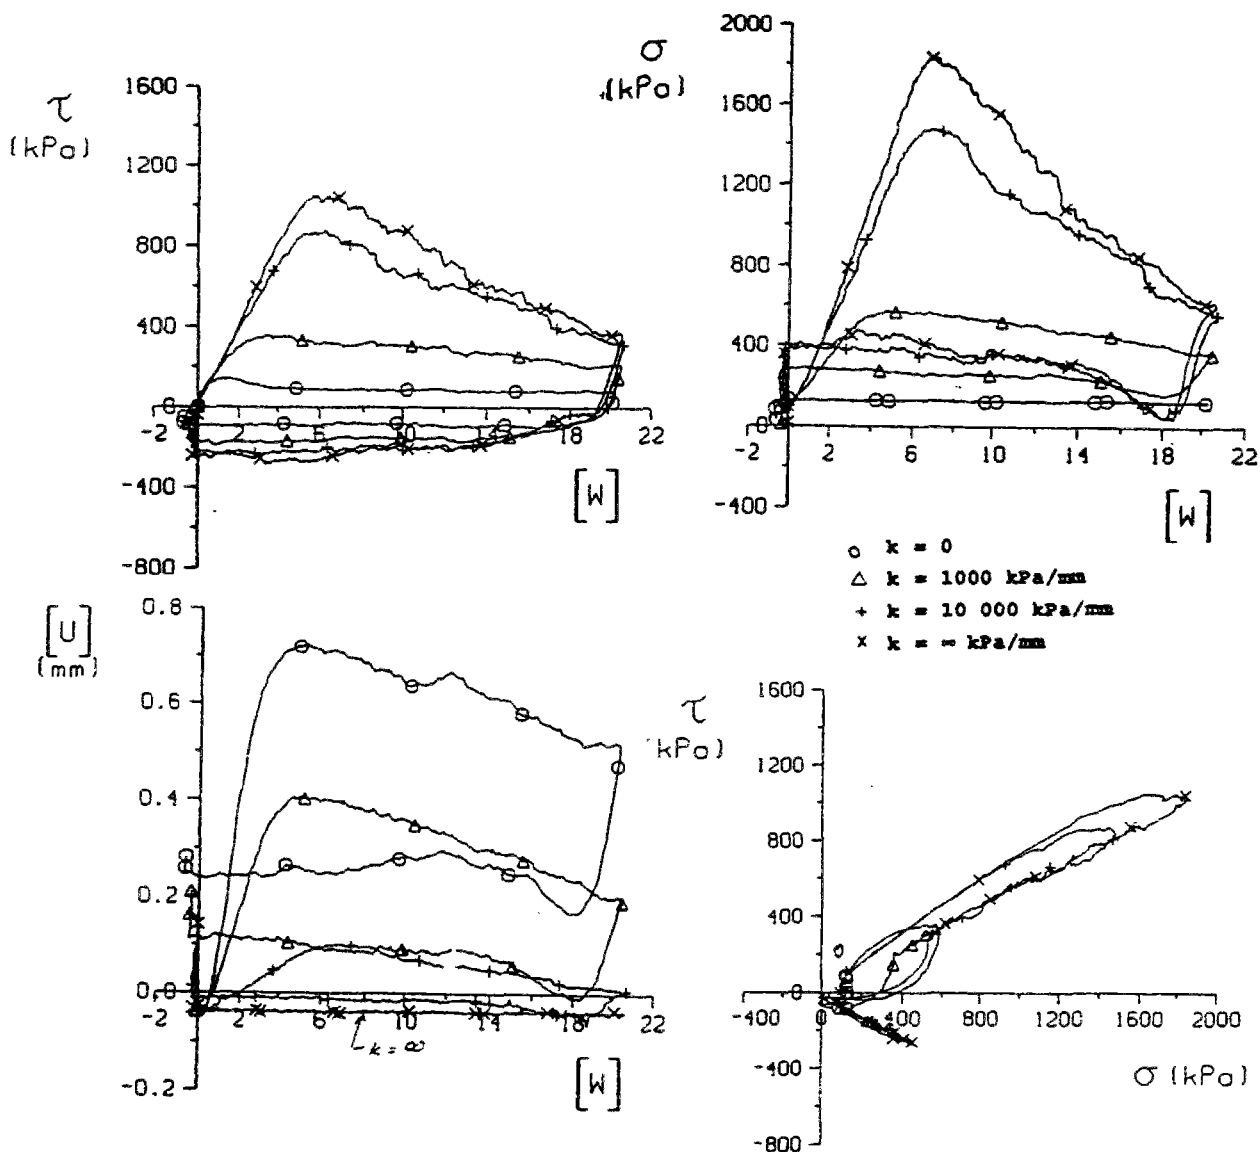 τ
(kPa)
1600
1200
800
400
0
-400
-800
-2 2 6 10 14 18 22
[W]
σ
(kPa)
2000
1600
1200
800
400
0
-400
-2 2 6 10 14 18 22
[W]
o k = 0
△ k = 1000 kPa/mm
+ k = 10 000 kPa/mm
x k = ∞ kPa/mm
[U]
(mm)
0.8
0.6
0.4
0.2
0
-0.2
-2 2 6 10 14 18 22
k = ∞
[W]
τ
kPa)
1600
1200
800
400
0
-400
-800
-400 0 400 800 1200 1600 2000
σ (kPa)